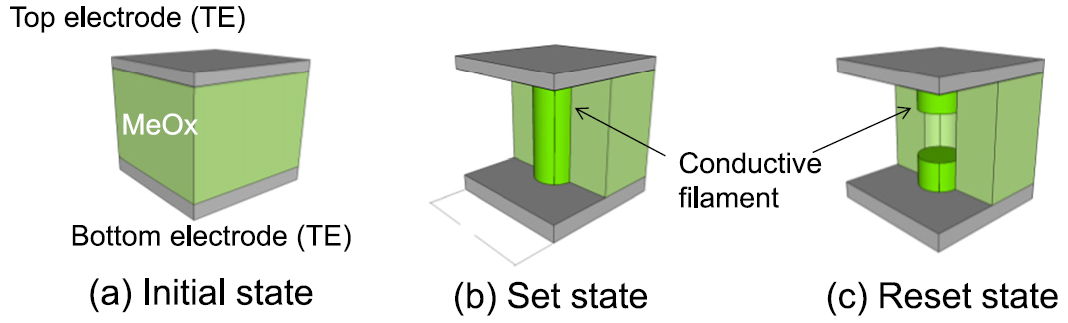 Top electrode (TE)
MeOx
Bottom electrode (TE)
Conductive
filament
(a) Initial state
(b) Set state
(c) Reset state